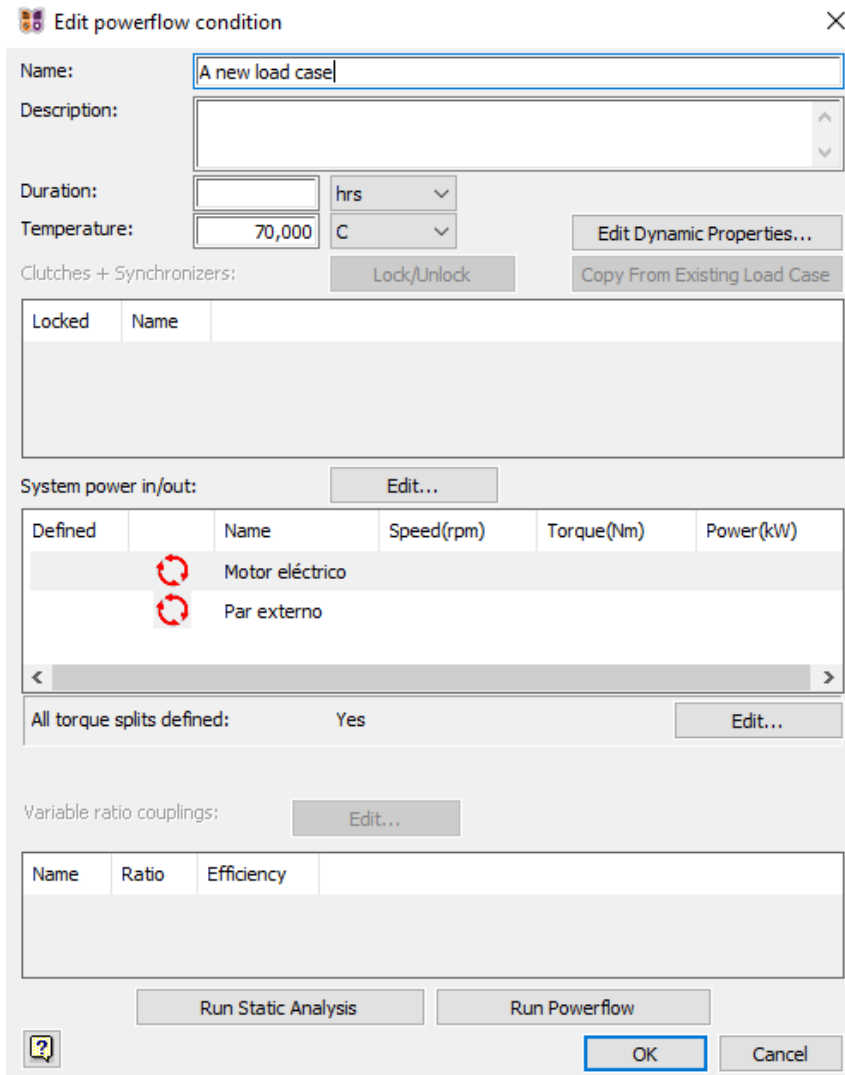 Edit powerflow condition
Name: A new load case
Description:
Duration: hrs
Temperature: 70,000 C Edit Dynamic Properties...
Clutches + Synchronizers: Lock/Unlock Copy From Existing Load Case
Locked Name
System power in/out: Edit...
Defined Name Speed(rpm) Torque(Nm) Power(kW)
Motor eléctrico
Par externo
All torque splits defined: Yes Edit...
Variable ratio couplings: Edit...
Name Ratio Efficiency
Run Static Analysis Run Powerflow
? OK Cancel